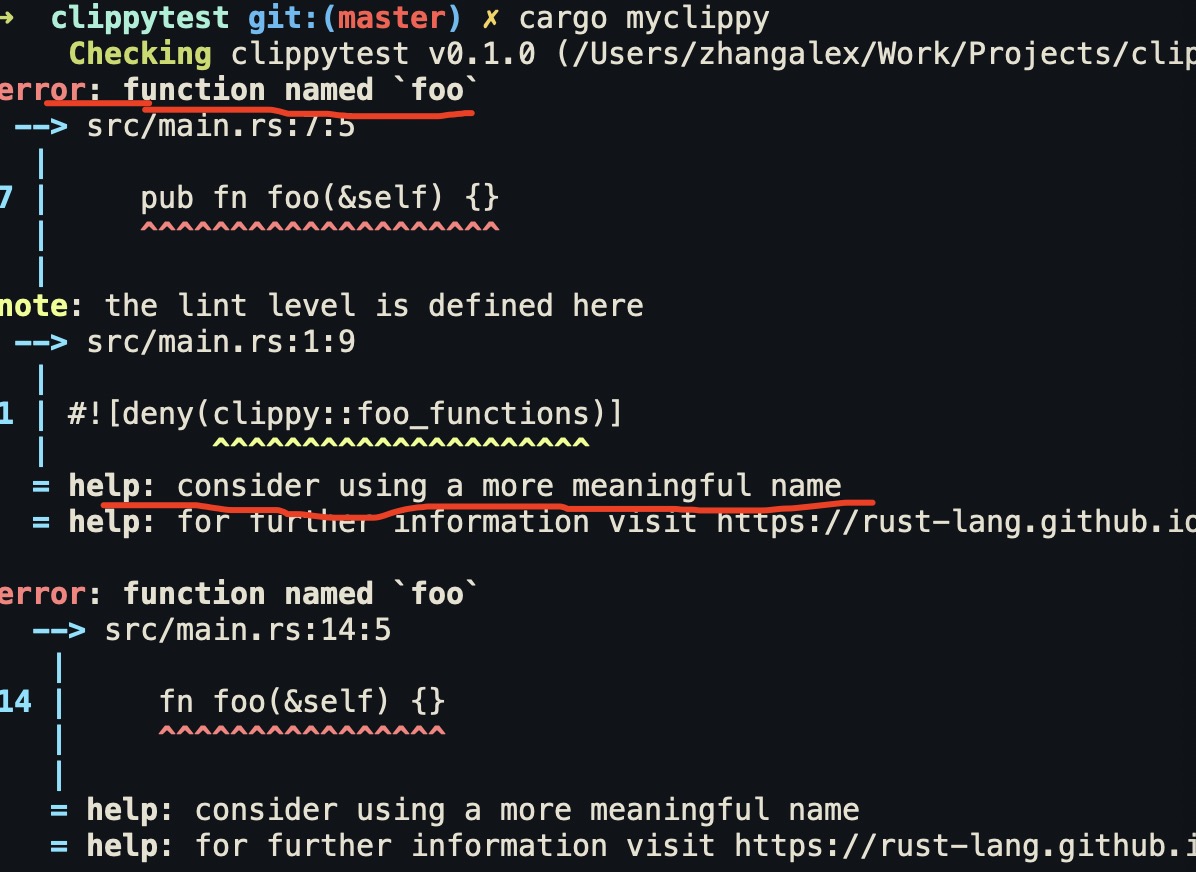 ➜ clippytest git:(master) ✗ cargo myclippy
Checking clippytest v0.1.0 (/Users/zhangalex/Work/Projects/clip
error: function named `foo`
--> src/main.rs:7:5
|
7 | pub fn foo(&self) {}
| ^^^^^^^^^^^^^^^^^^^^
|
note: the lint level is defined here
--> src/main.rs:1:9
|
1 | #![deny(clippy::foo_functions)]
| ^^^^^^^^^^^^^^^^^^^^^
= help: consider using a more meaningful name
= help: for further information visit https://rust-lang.github.io
error: function named `foo`
--> src/main.rs:14:5
|
14 | fn foo(&self) {}
| ^^^^^^^^^^^^^^^^
|
= help: consider using a more meaningful name
= help: for further information visit https://rust-lang.github.i